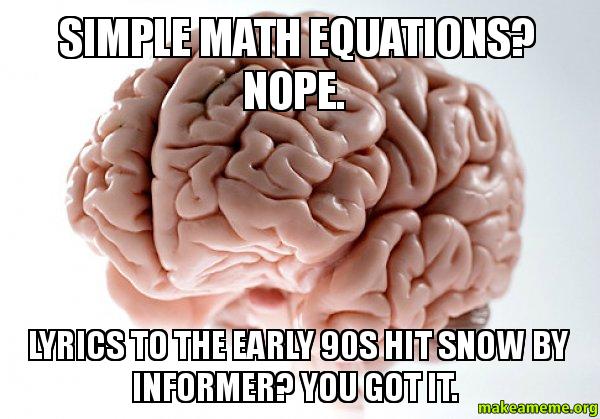 SIMPLE MATH EQUATIONS?
NOPE.
LYRICS TO THE EARLY 90S HIT SNOW BY
INFORMER? YOU GOT IT.
makeameme.org